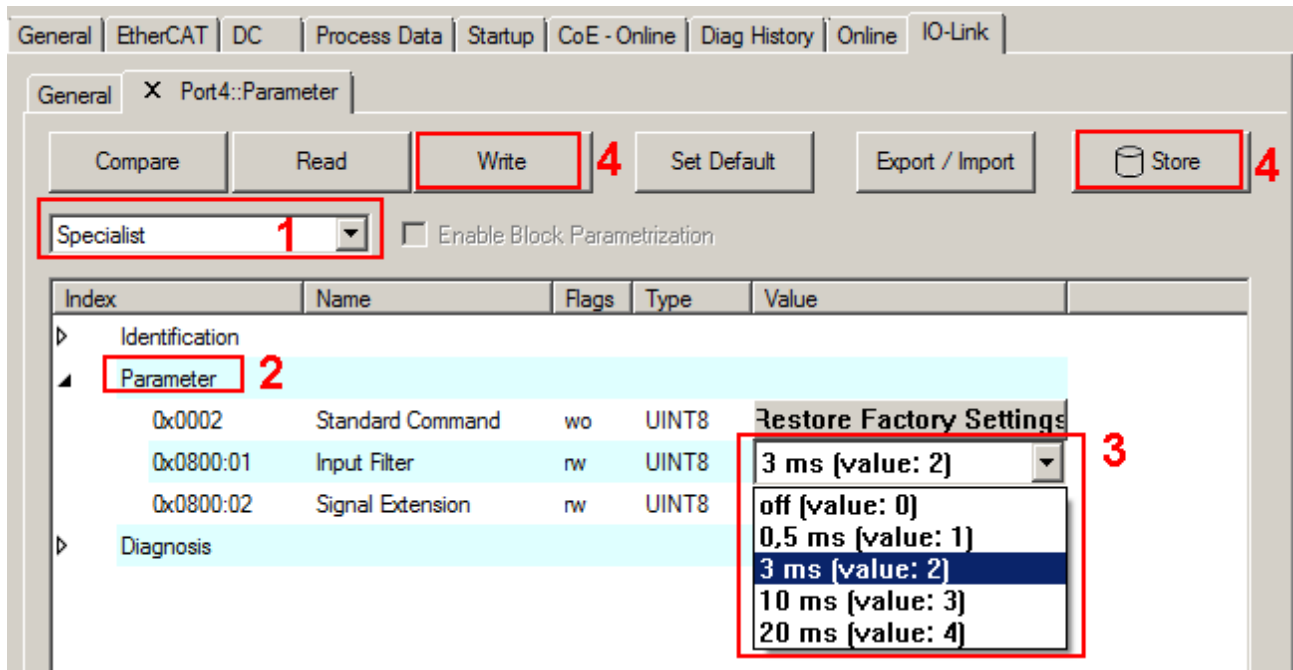 General EtherCAT DC Process Data Startup CoE - Online Diag History Online IO-Link
General X Port4::Parameter
Compare Read Write 4 Set Default Export / Import Store 4
Specialist 1 Enable Block Parametrization
Index Name Flags Type Value
Identification
Parameter 2
0x0002 Standard Command wo UINT8 Restore Factory Settings
0x0800:01 Input Filter rw UINT8 3 ms (value: 2) 3
0x0800:02 Signal Extension rw UINT8 off (value: 0)
0,5 ms (value: 1)
Diagnosis
3 ms (value: 2)
10 ms (value: 3)
20 ms (value: 4)